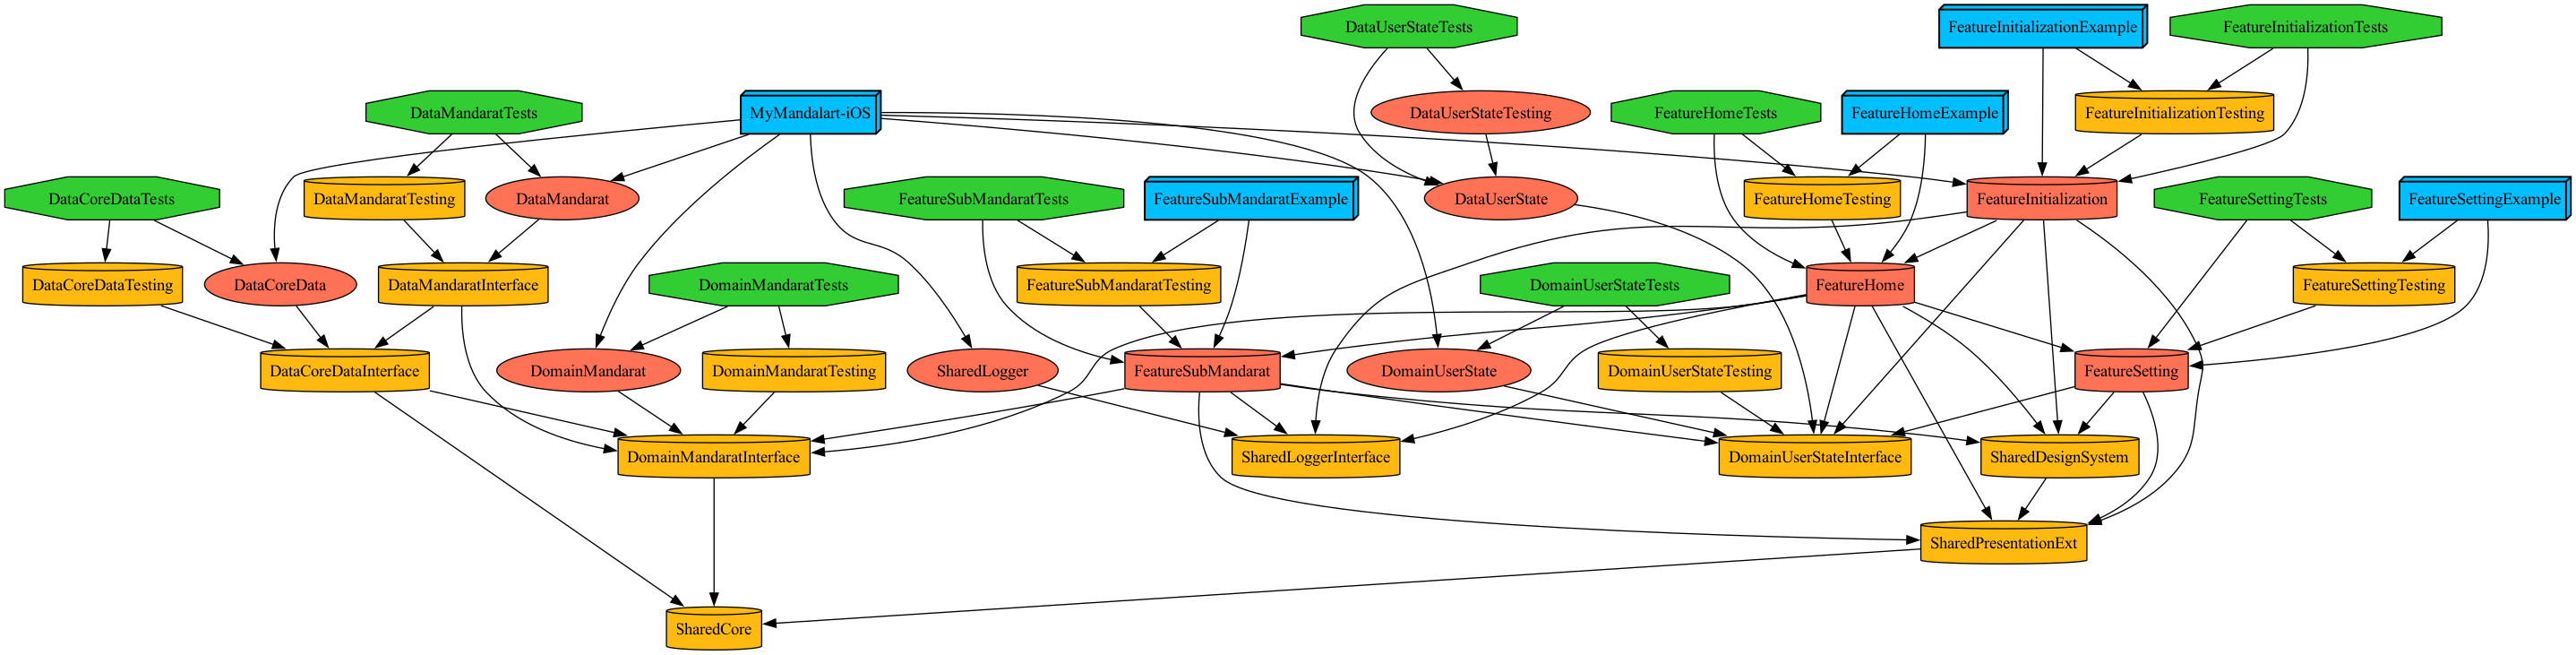 DataUserStateTests
FeatureInitializationExample
FeatureInitializationTests
DataMandaratTests
MyMandalart-iOS
DataUserStateTesting
FeatureHomeTests
FeatureHomeExample
FeatureInitializationTesting
DataCoreDataTests
DataMandaratTesting
DataMandarat
FeatureSubMandaratTests
FeatureSubMandaratExample
DataUserState
FeatureHomeTesting
FeatureInitialization
FeatureSettingTests
FeatureSettingExample
DataCoreDataTesting
DataCoreData
DataMandaratInterface
DomainMandaratTests
FeatureSubMandaratTesting
DomainUserStateTests
FeatureHome
FeatureSettingTesting
DataCoreDataInterface
DomainMandarat
DomainMandaratTesting
SharedLogger
FeatureSubMandarat
DomainUserState
DomainUserStateTesting
FeatureSetting
DomainMandaratInterface
SharedLoggerInterface
DomainUserStateInterface
SharedDesignSystem
SharedPresentationExt
SharedCore